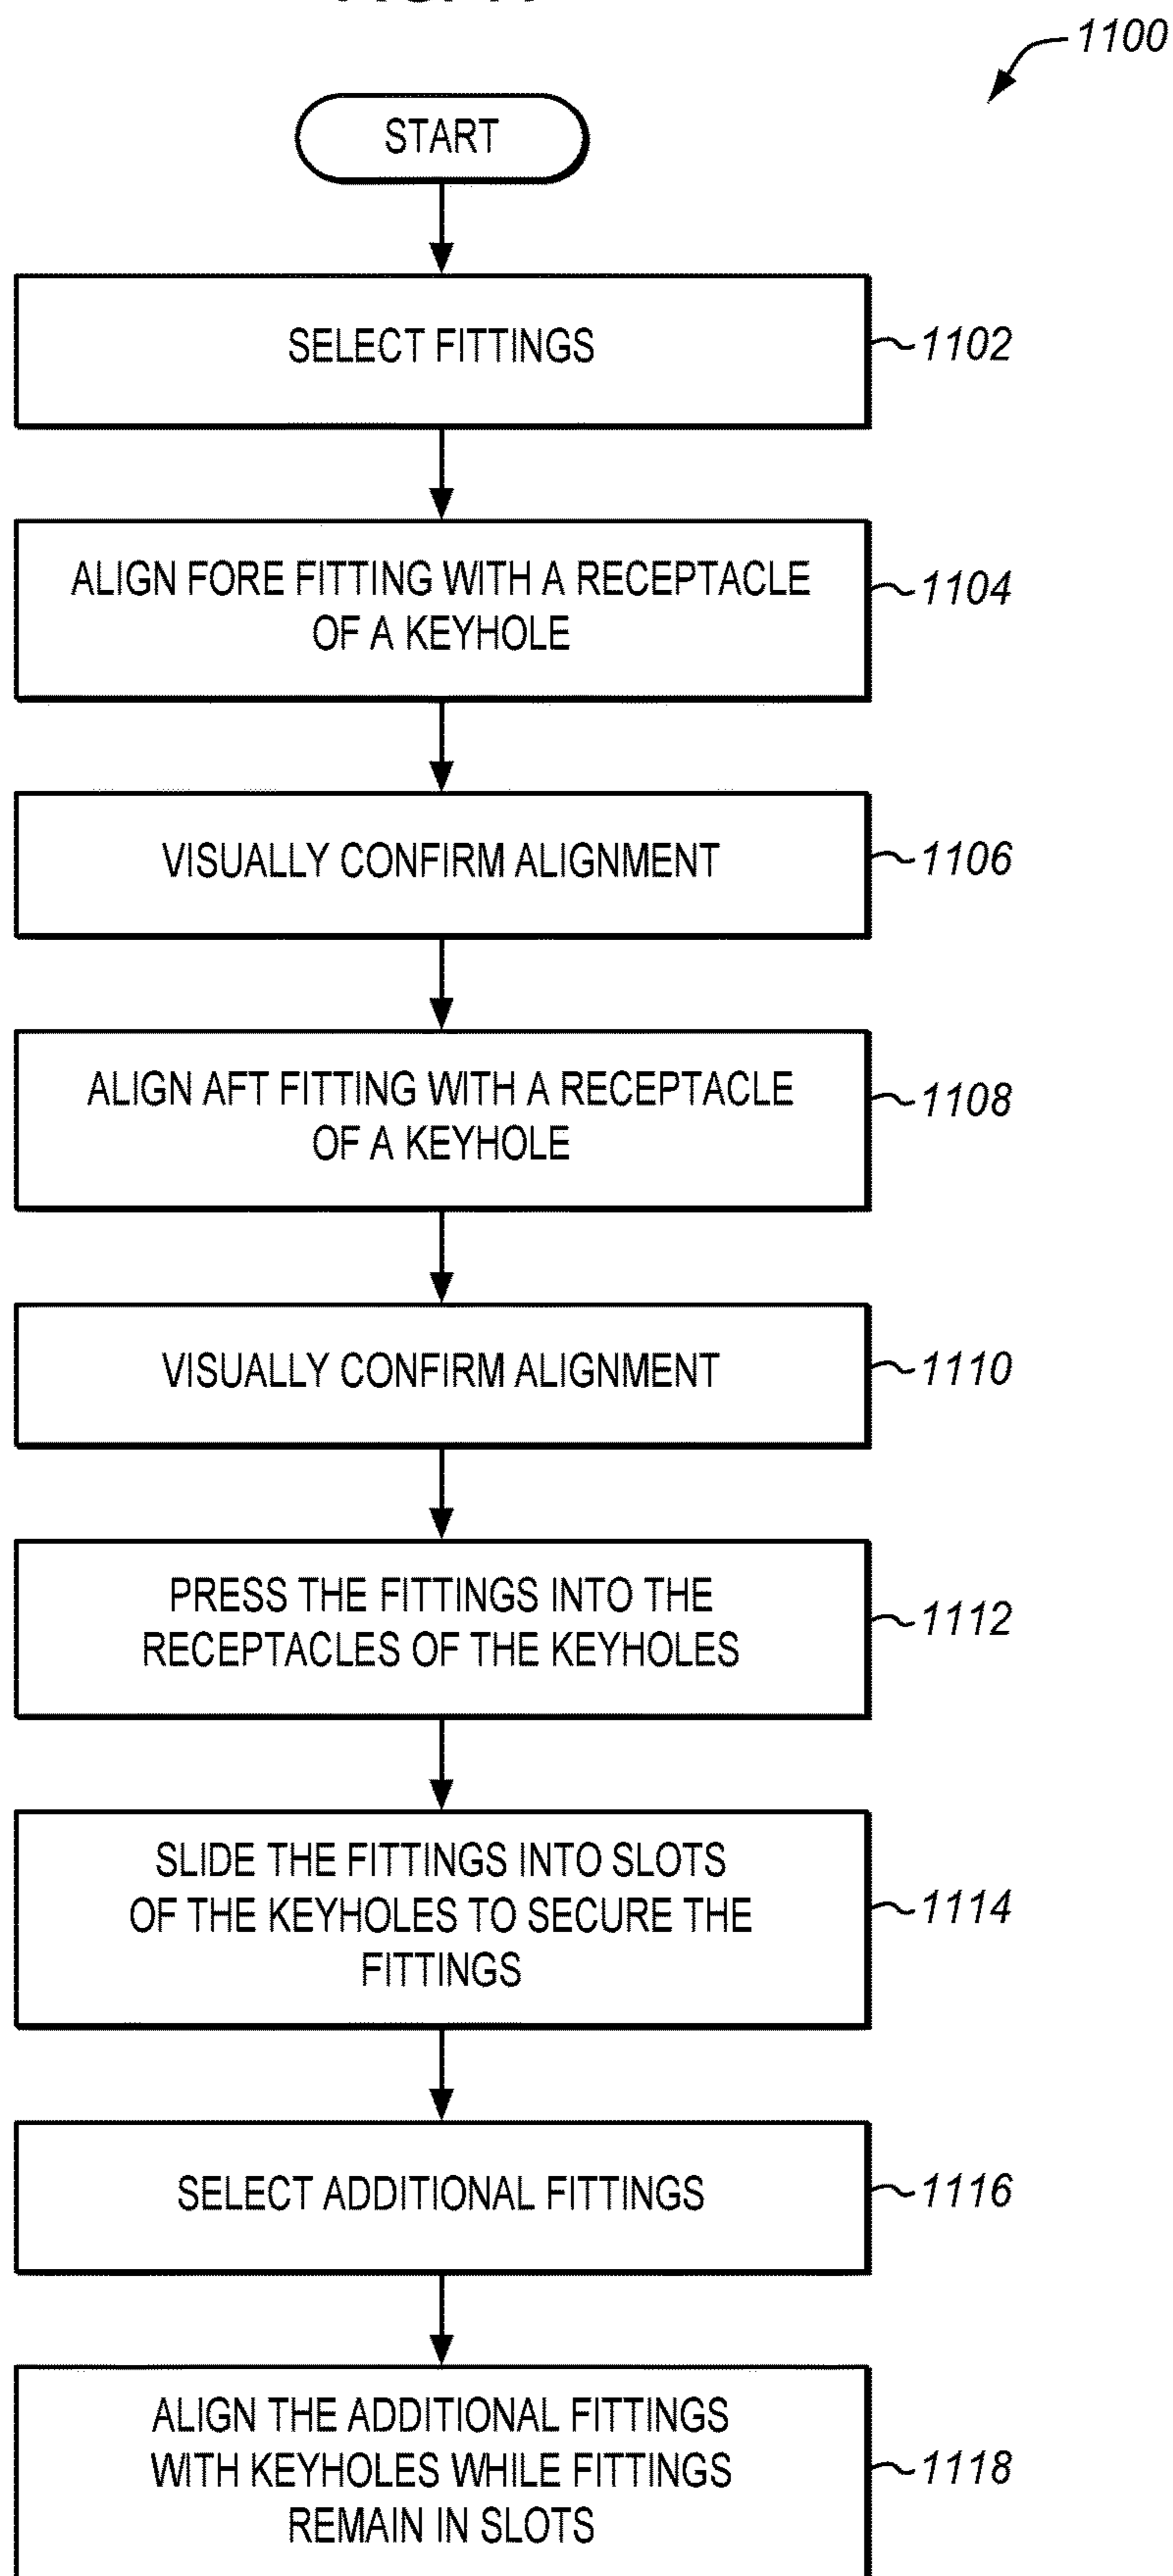 1100
START
SELECT FITTINGS
1102
ALIGN FORE FITTING WITH A RECEPTACLE
OF A KEYHOLE
1104
VISUALLY CONFIRM ALIGNMENT
1106
ALIGN AFT FITTING WITH A RECEPTACLE
OF A KEYHOLE
1108
VISUALLY CONFIRM ALIGNMENT
1110
PRESS THE FITTINGS INTO THE
RECEPTACLES OF THE KEYHOLES
1112
SLIDE THE FITTINGS INTO SLOTS
OF THE KEYHOLES TO SECURE THE
FITTINGS
1114
SELECT ADDITIONAL FITTINGS
1116
ALIGN THE ADDITIONAL FITTINGS
WITH KEYHOLES WHILE FITTINGS
REMAIN IN SLOTS
1118